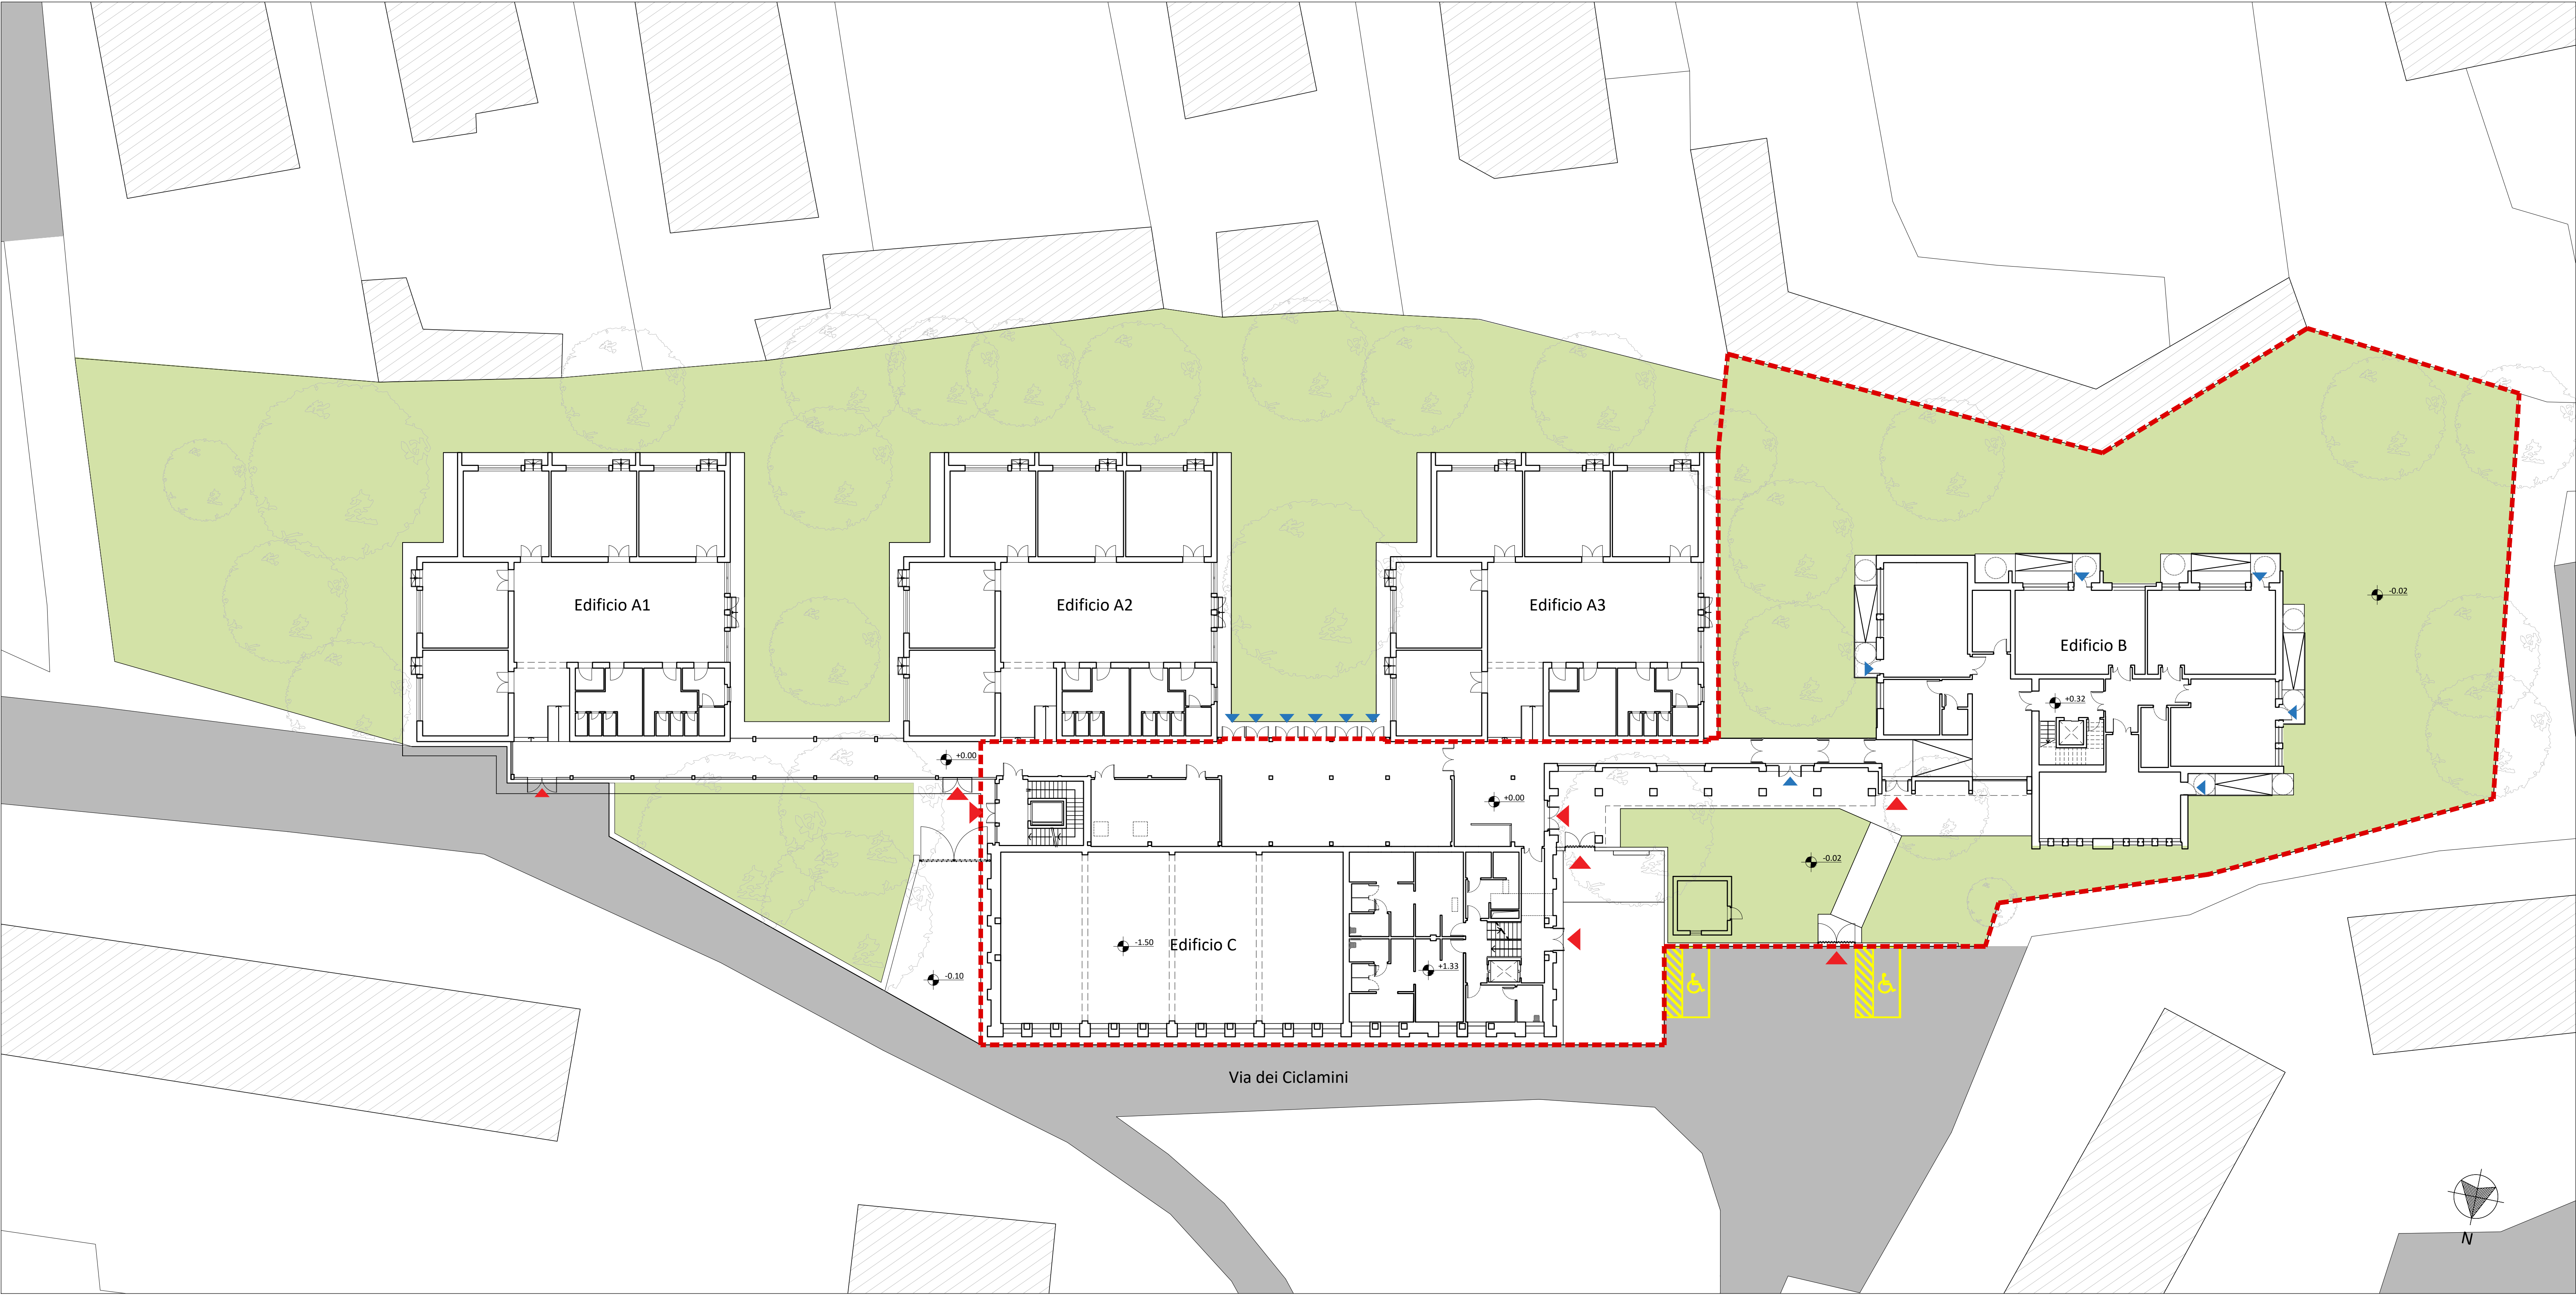 Edificio A1
Edificio A2
Edificio A3
Edificio B
-0.02
+0.32
+0.00
+0.00
-0.02
-1.50
Edificio C
+1.33
-0.10
Via dei Ciclamini
N